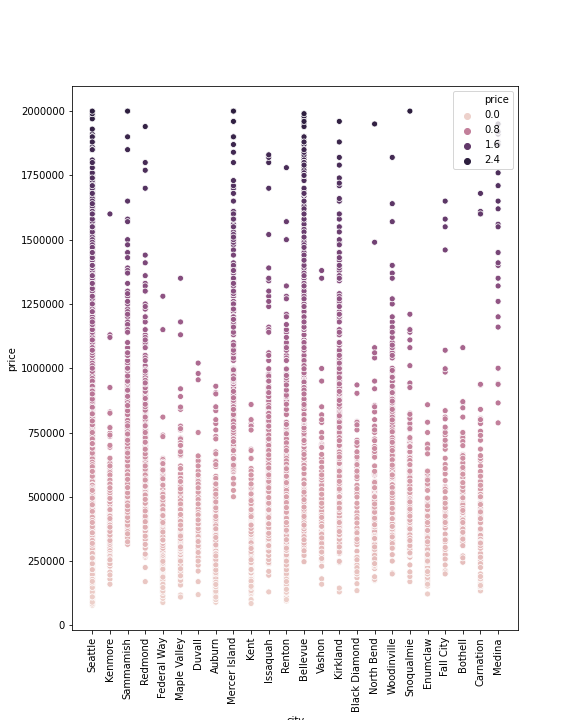 price
0.0
0.8
1.6
2.4
2000000
1750000
1500000
1250000
1000000
750000
500000
250000
0
price
Seattle
Kenmore
Sammamish
Redmond
Federal Way
Maple Valley
Duvall
Auburn
Mercer Island
Kent
Issaquah
Renton
Bellevue
Vashon
Kirkland
Black Diamond
North Bend
Woodinville
Snoqualmie
Enumclaw
Fall City
Bothell
Carnation
Medina
city